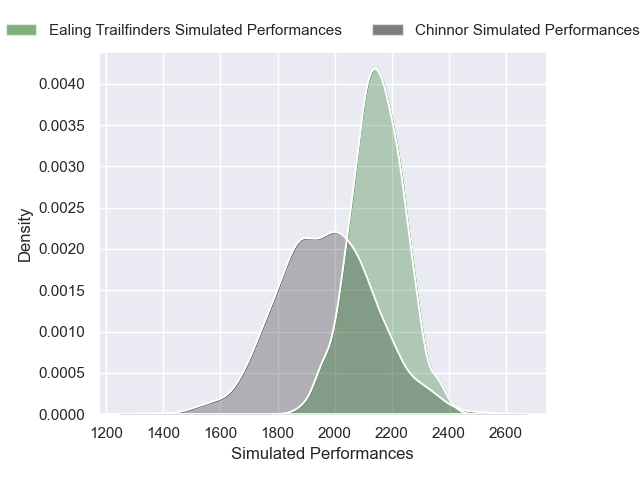 Ealing Trailfinders Simulated Performances Chinnor Simulated Performances
0.0040
0.0035
0.0030
0.0025
0.0020
0.0015
0.0010
0.0005
0.0000
Density
1200 1400 1600 1800 2000 2200 2400 2600
Simulated Performances